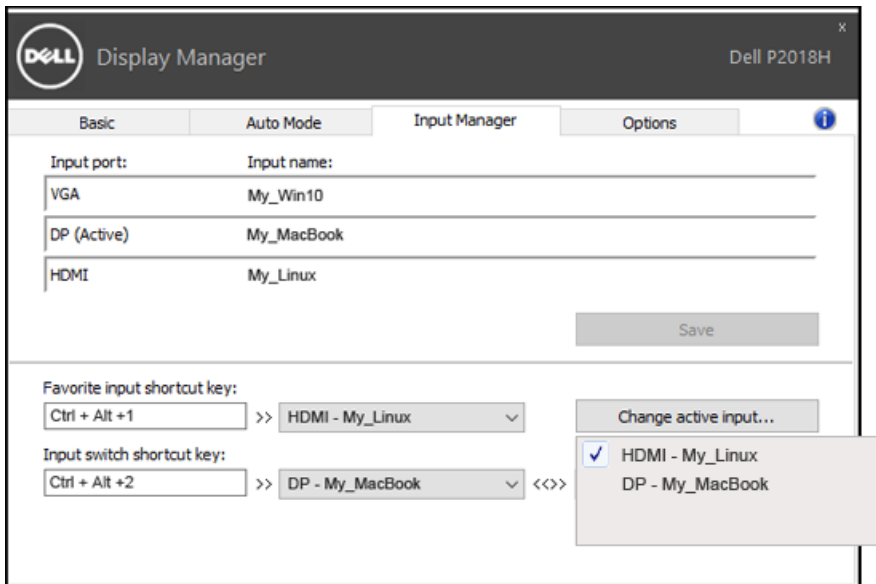 x
DELL Display Manager Dell P2018H
Basic Auto Mode Input Manager Options i
Input port: Input name:
VGA My_Win10
DP (Active) My_MacBook
HDMI My_Linux
Save
Favorite input shortcut key:
Ctrl + Alt +1 >> HDMI - My_Linux Change active input...
Input switch shortcut key:
Ctrl + Alt +2 >> DP - My_MacBook <<>>
HDMI - My_Linux
DP - My_MacBook